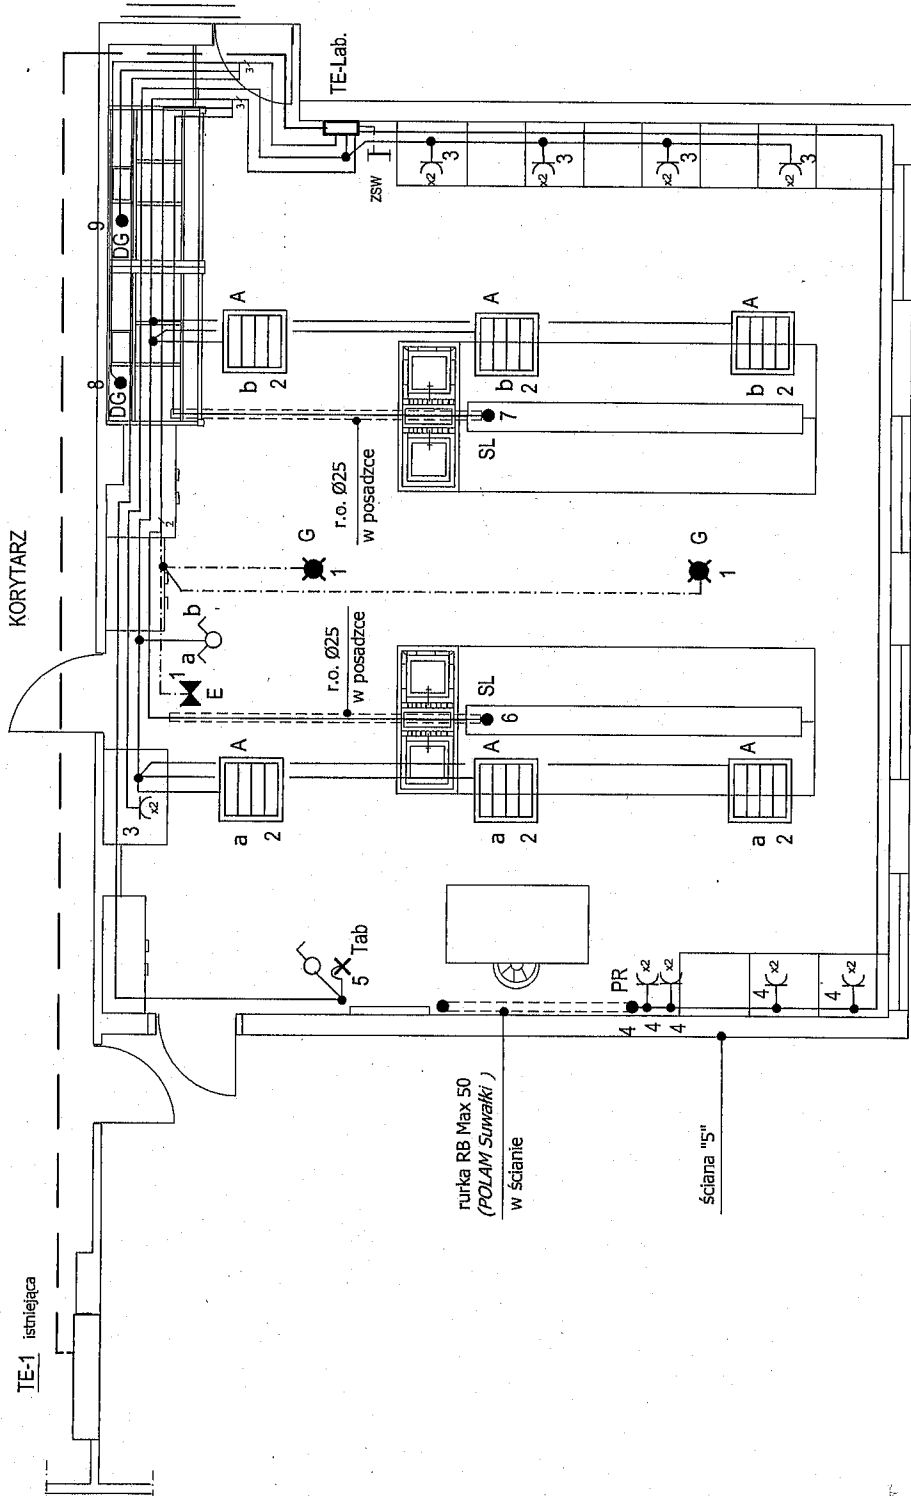 KORYTARZ
TE-1 istniejąca
TE-Lab.
ZSW
9
DG
8
DG
3
3
2
3
x2
3
x2
3
x2
3
x2
3
A
b
2
A
b
2
A
b
2
SL
7
r.o. Ø25
w posadzce
G
1
G
1
a
b
1
E
r.o. Ø25
w posadzce
SL
6
A
a
2
A
a
2
A
a
2
3
x2
Tab
5
PR
x2
x2
4
x2
4
x2
4
4
4
rurka RB Max 50
(POLAM Suwałki )
w ścianie
ściana "5"